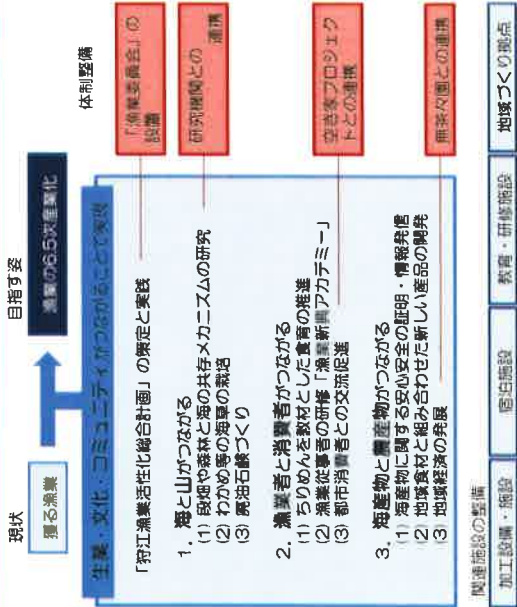 現状
目指す姿
獲る漁業
漁業の6.5次産業化
体制整備
生業・文化・コミュニティがつながることで実現
「狩江漁業活性化総合計画」の策定と実践
「漁業委員会」の
設置
1. 海と山がつながる
(1) 段畑や森林と海の共存メカニズムの研究
(2) わかめ等の海草の栽培
(3) 廃油石鹸づくり
研究機関との
連携
2. 漁業者と消費者がつながる
(1) ちりめんを教材とした食育の推進
(2) 漁業従事者の研修「漁業新興アカデミー」
(3) 都市消費者との交流促進
空き家プロジェク
トとの連携
3. 海産物と農産物がつながる
(1) 海産物に関する安心安全の証明・情報発信
(2) 地域食材と組み合わせた新しい産品の開発
(3) 地域経済の発展
無茶々園との連携
関連施設の整備
加工設備・施設
宿泊施設
教育・研修施設
地域づくり拠点